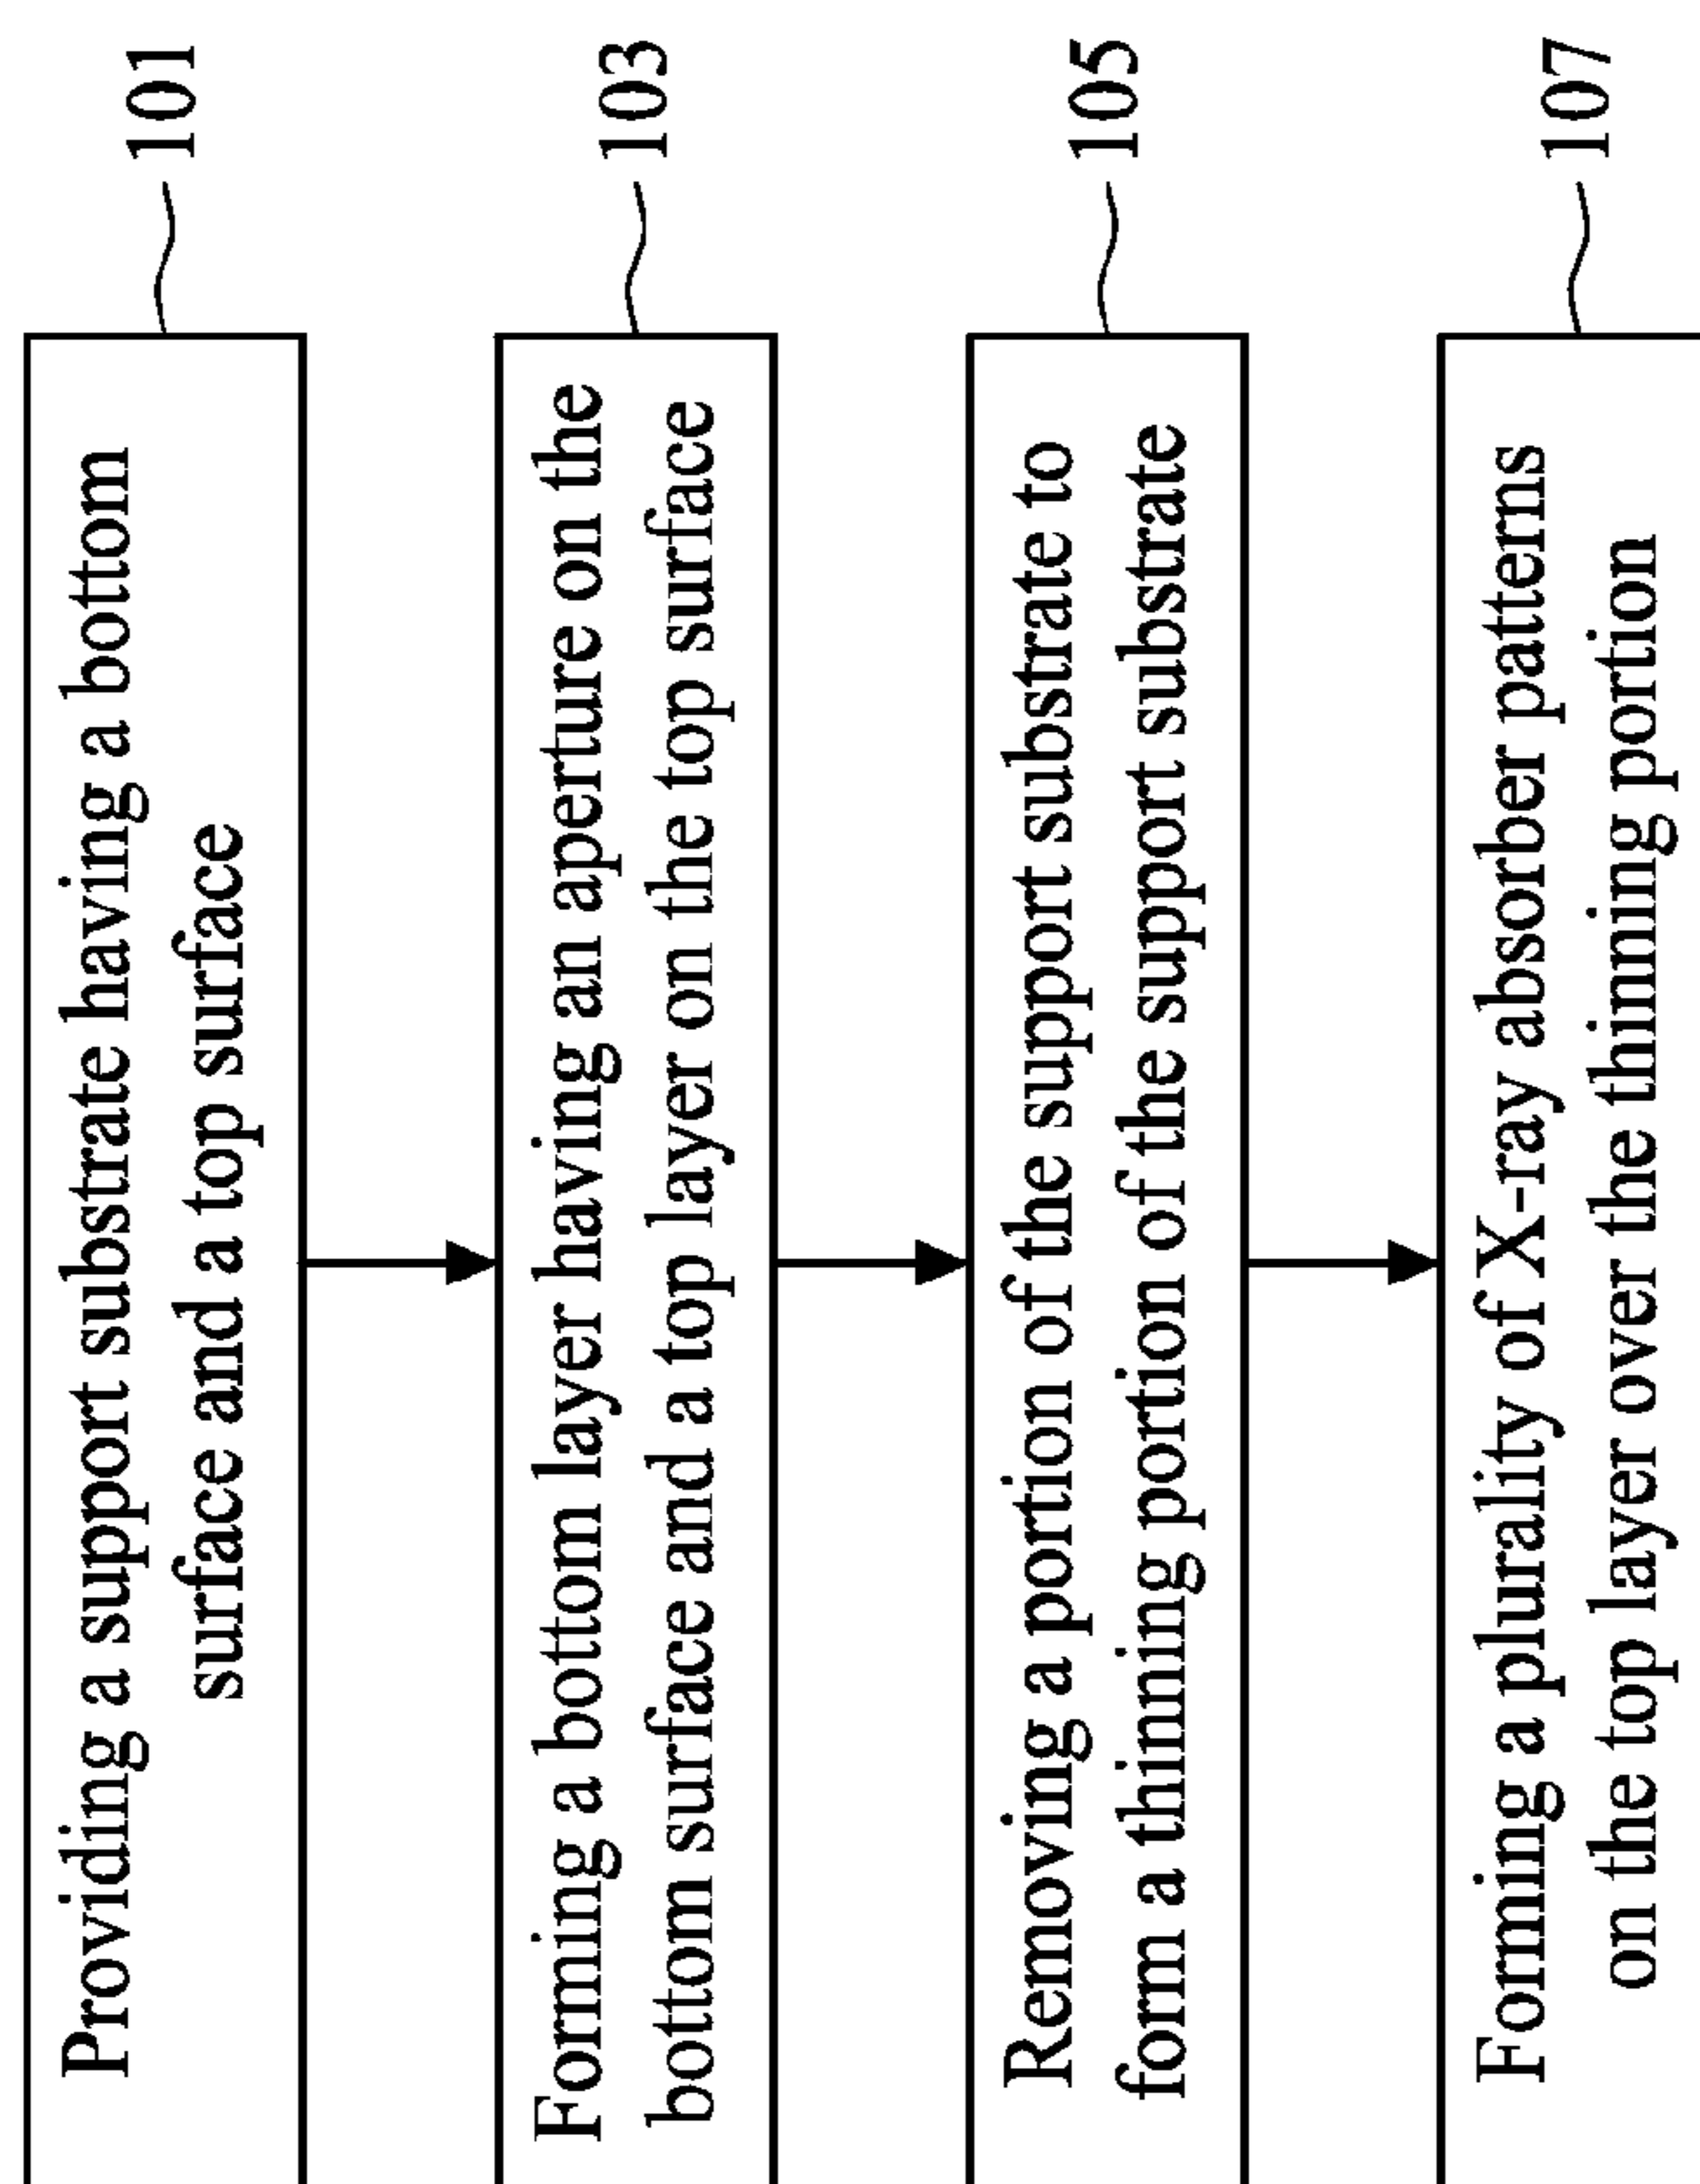 Providing a support substrate having a bottom
surface and a top surface
101
Forming a bottom layer having an aperture on the
bottom surface and a top layer on the top surface
103
Removing a portion of the support substrate to
form a thinning portion of the support substrate
105
Forming a plurality of X-ray absorber patterns
on the top layer over the thinning portion
107